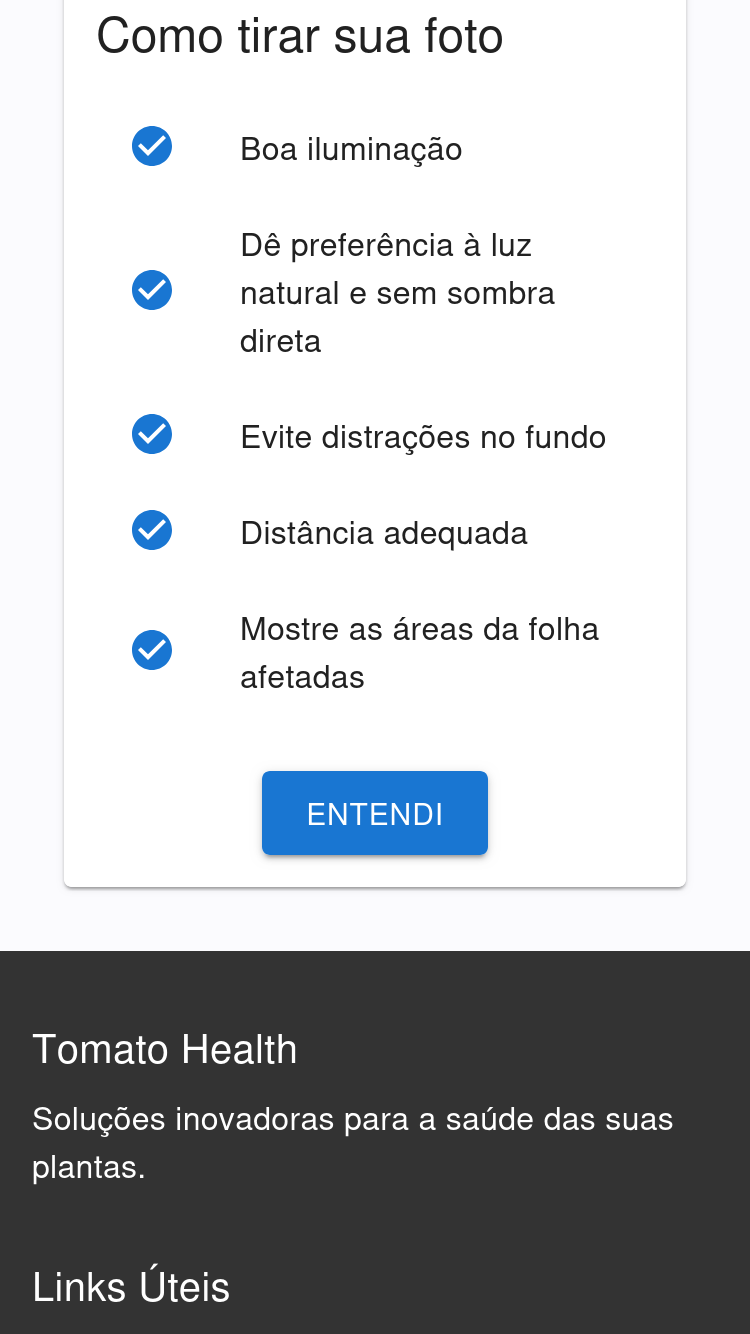 Como tirar sua foto
Boa iluminação
Dê preferência à luz
natural e sem sombra
direta
Evite distrações no fundo
Distância adequada
Mostre as áreas da folha
afetadas
ENTENDI
Tomato Health
Soluções inovadoras para a saúde das suas
plantas.
Links Úteis